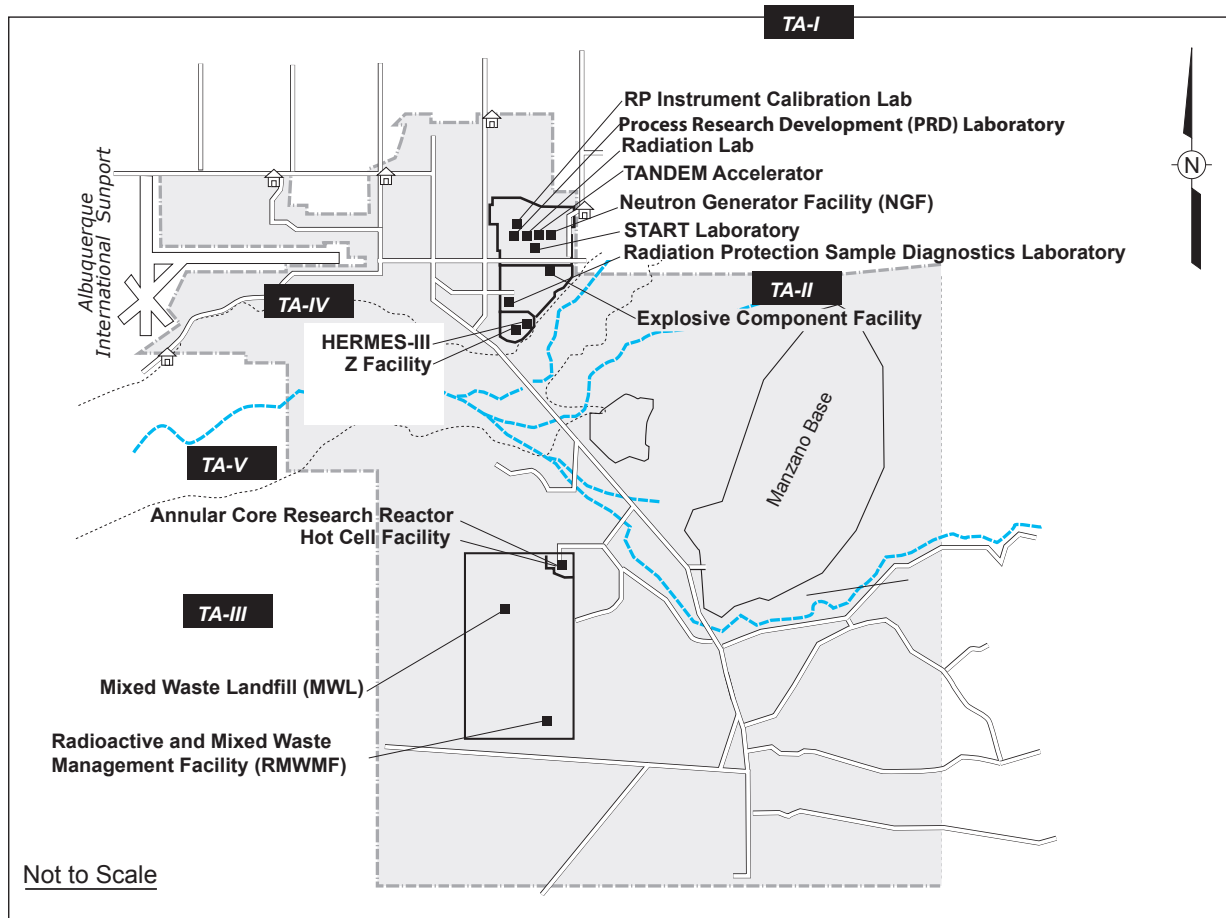 TA-I
RP Instrument Calibration Lab
Process Research Development (PRD) Laboratory
Radiation Lab
TANDEM Accelerator
Neutron Generator Facility (NGF)
START Laboratory
Radiation Protection Sample Diagnostics Laboratory
N
Albuquerque
International Sunport
TA-IV
TA-II
Explosive Component Facility
HERMES-III
Z Facility
Manzano Base
TA-V
Annular Core Research Reactor
Hot Cell Facility
TA-III
Mixed Waste Landfill (MWL)
Radioactive and Mixed Waste
Management Facility (RMWMF)
Not to Scale